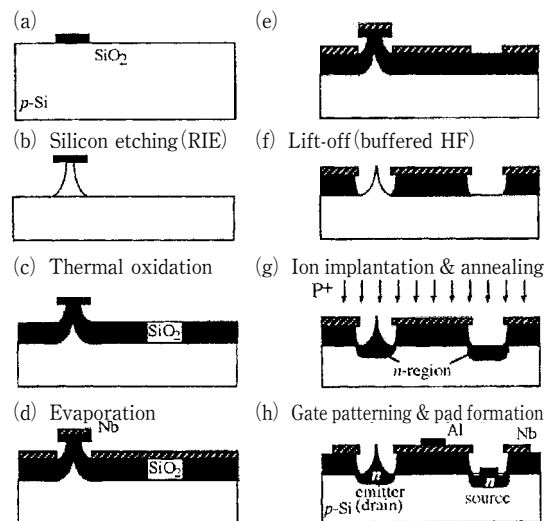 (a)
SiO2
p-Si
(b) Silicon etching(RIE)
(c) Thermal oxidation
SiO2
(d) Evaporation
Nb
SiO2
(e)
(f) Lift-off(buffered HF)
(g) Ion implantation & annealing
P+
n-region
(h) Gate patterning & pad formation
Al
Nb
n
n
emitter
(drain)
source
p-Si